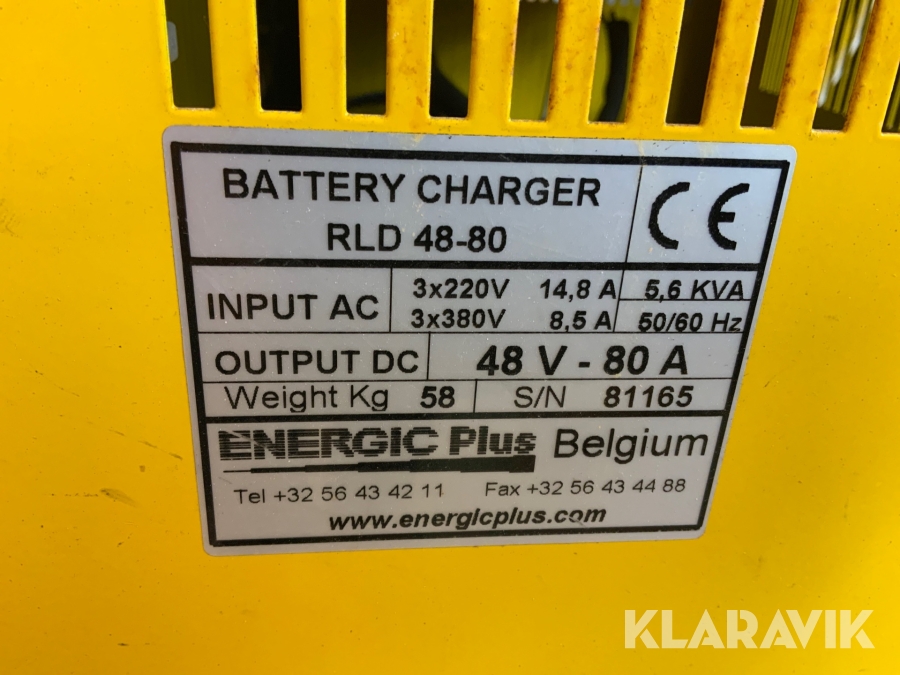 KLARAVIK
BATTERY CHARGER
RLD 48-80
CE
INPUT AC
3x220V 14,8 A 5,6 KVA
3x380V 8,5 A 50/60 Hz
OUTPUT DC 48 V - 80 A
Weight Kg 58 S/N 81165
ENERGIC Plus Belgium
Tel +32 56 43 42 11 Fax +32 56 43 44 88
www.energicplus.com
KLARAVIK